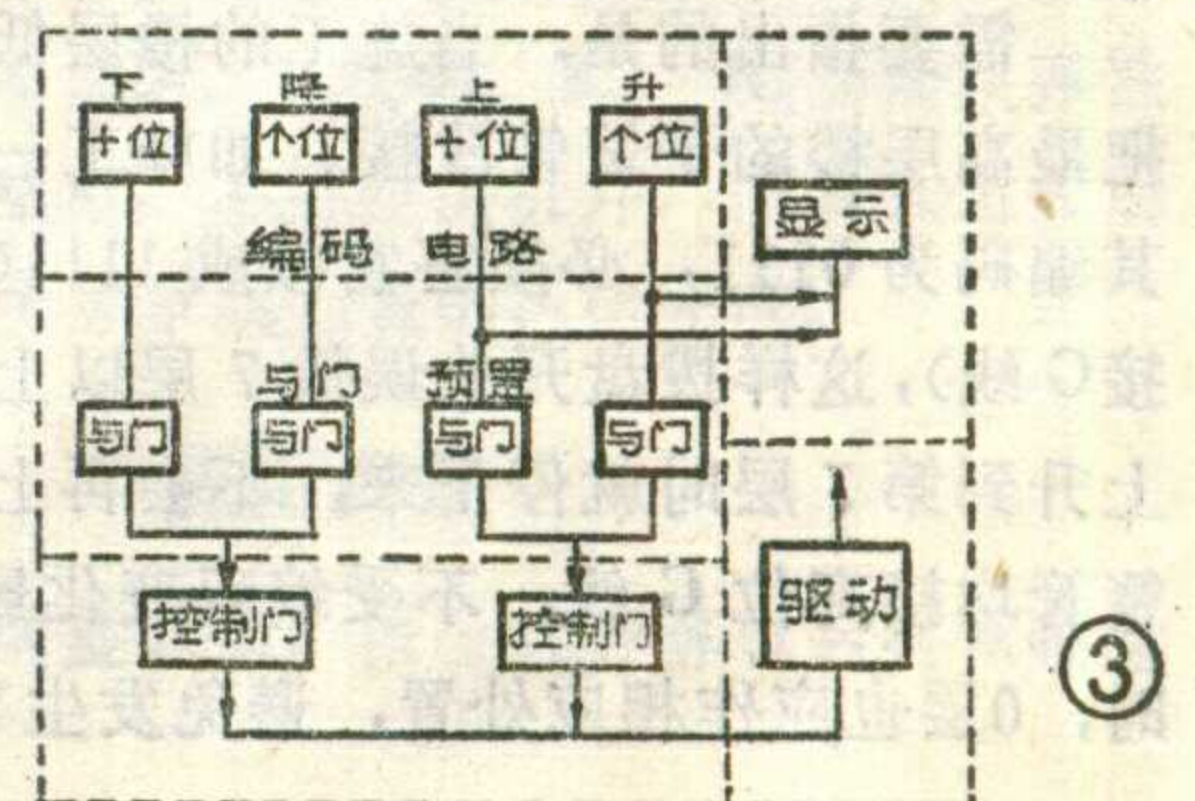 下 降 上 升
十位 个位 十位 个位
显示
编码 电路
与门 预置
与门 与门 与门 与门
控制门 控制门 驱动
③